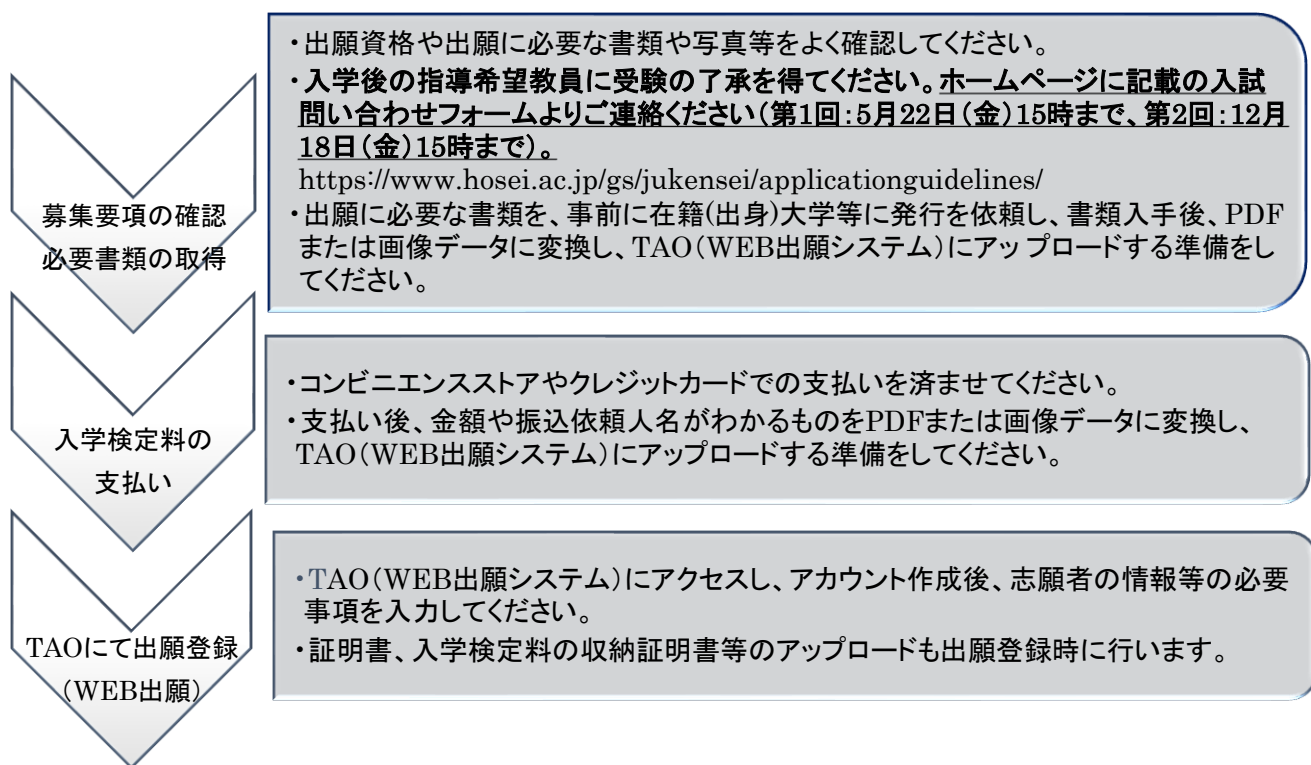 募集要項の確認
必要書類の取得
・出願資格や出願に必要な書類や写真等をよく確認してください。
・入学後の指導希望教員に受験の了承を得てください。ホームページに記載の入試
問い合わせフォームよりご連絡ください（第1回：5月22日（金）15時まで、第2回：12月
18日（金）15時まで）。
https://www.hosei.ac.jp/gs/jukensei/applicationguidelines/
・出願に必要な書類を、事前に在籍(出身)大学等に発行を依頼し、書類入手後、PDF
または画像データに変換し、TAO（WEB出願システム）にアップロードする準備をし
てください。
入学検定料の
支払い
・コンビニエンスストアやクレジットカードでの支払いを済ませてください。
・支払い後、金額や振込依頼人名がわかるものをPDFまたは画像データに変換し、
TAO（WEB出願システム）にアップロードする準備をしてください。
TAOにて出願登録
（WEB出願）
・TAO（WEB出願システム）にアクセスし、アカウント作成後、志願者の情報等の必要
事項を入力してください。
・証明書、入学検定料の収納証明書等のアップロードも出願登録時に行います。